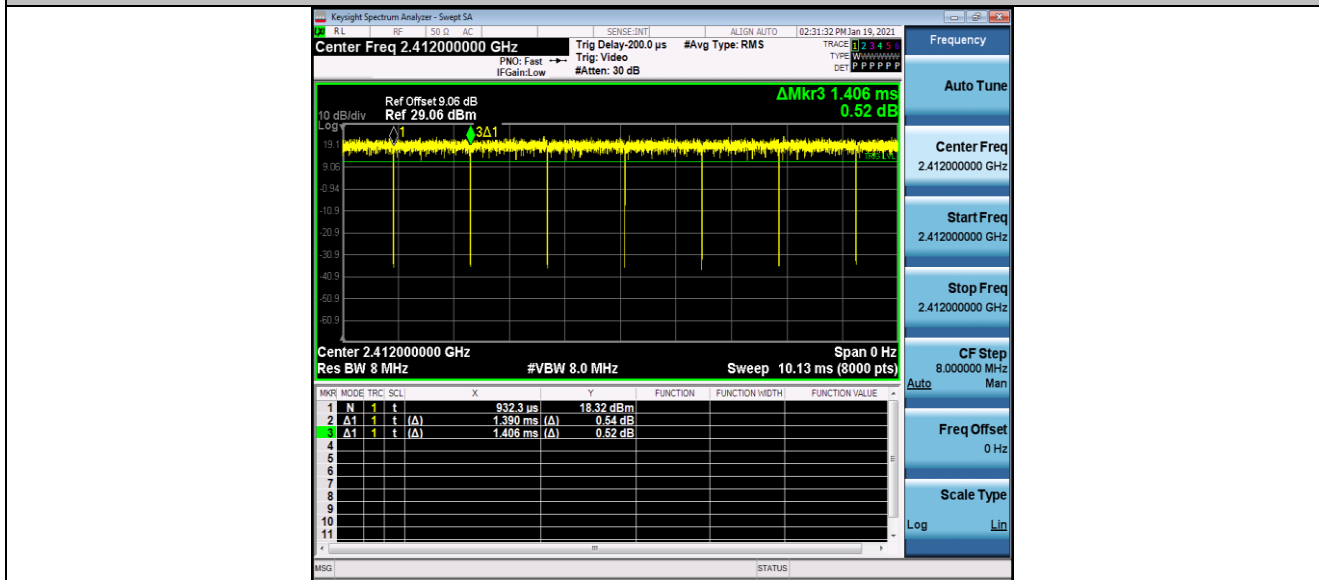 Keysight Spectrum Analyzer - Swept SA
RL RF 50 Ω AC SENSE:INT ALIGN AUTO 02:31:32 PM Jan 19, 2021
Center Freq 2.412000000 GHz
PNO: Fast
IFGain:Low
Trig Delay-200.0 µs
Trig: Video
#Atten: 30 dB
#Avg Type: RMS
TRACE 1 2 3 4 5 6
TYPE WWWWWW
DET P P P P P P
ΔMkr3 1.406 ms
0.52 dB
Ref Offset 9.06 dB
10 dB/div Ref 29.06 dBm
Log
1 3Δ1
19.1
TRIG LVL
9.06
-0.94
-10.9
-20.9
-30.9
-40.9
-50.9
-60.9
Center 2.412000000 GHz Span 0 Hz
Res BW 8 MHz #VBW 8.0 MHz Sweep 10.13 ms (8000 pts)
MKR MODE TRC SCL X Y FUNCTION FUNCTION WIDTH FUNCTION VALUE
1 N 1 t 932.3 µs 18.32 dBm
2 Δ1 1 t (Δ) 1.390 ms (Δ) 0.54 dB
3 Δ1 1 t (Δ) 1.406 ms (Δ) 0.52 dB
4
5
6
7
8
9
10
11
MSG STATUS
Frequency
Auto Tune
Center Freq
2.412000000 GHz
Start Freq
2.412000000 GHz
Stop Freq
2.412000000 GHz
CF Step
8.000000 MHz
Auto Man
Freq Offset
0 Hz
Scale Type
Log Lin